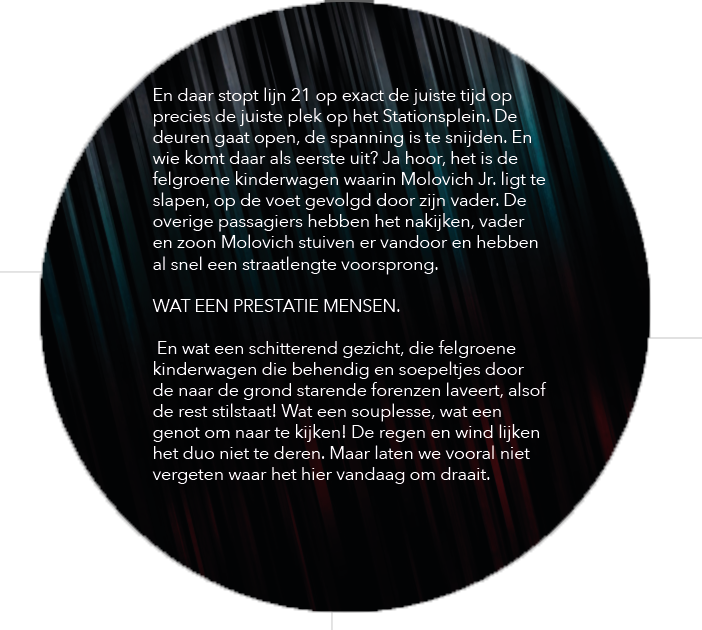 En daar stopt lijn 21 op exact de juiste tijd op
precies de juiste plek op het Stationsplein. De
deuren gaat open, de spanning is te snijden. En
wie komt daar als eerste uit? Ja hoor, het is de
felgroene kinderwagen waarin Molovich Jr. ligt te
slapen, op de voet gevolgd door zijn vader. De
overige passagiers hebben het nakijken, vader
en zoon Molovich stuiven er vandoor en hebben
al snel een straatlengte voorsprong.
WAT EEN PRESTATIE MENSEN.
En wat een schitterend gezicht, die felgroene
kinderwagen die behendig en soepeltjes door
de naar de grond starende forenzen laveert, alsof
de rest stilstaat! Wat een souplesse, wat een
genot om naar te kijken! De regen en wind lijken
het duo niet te deren. Maar laten we vooral niet
vergeten waar het hier vandaag om draait.